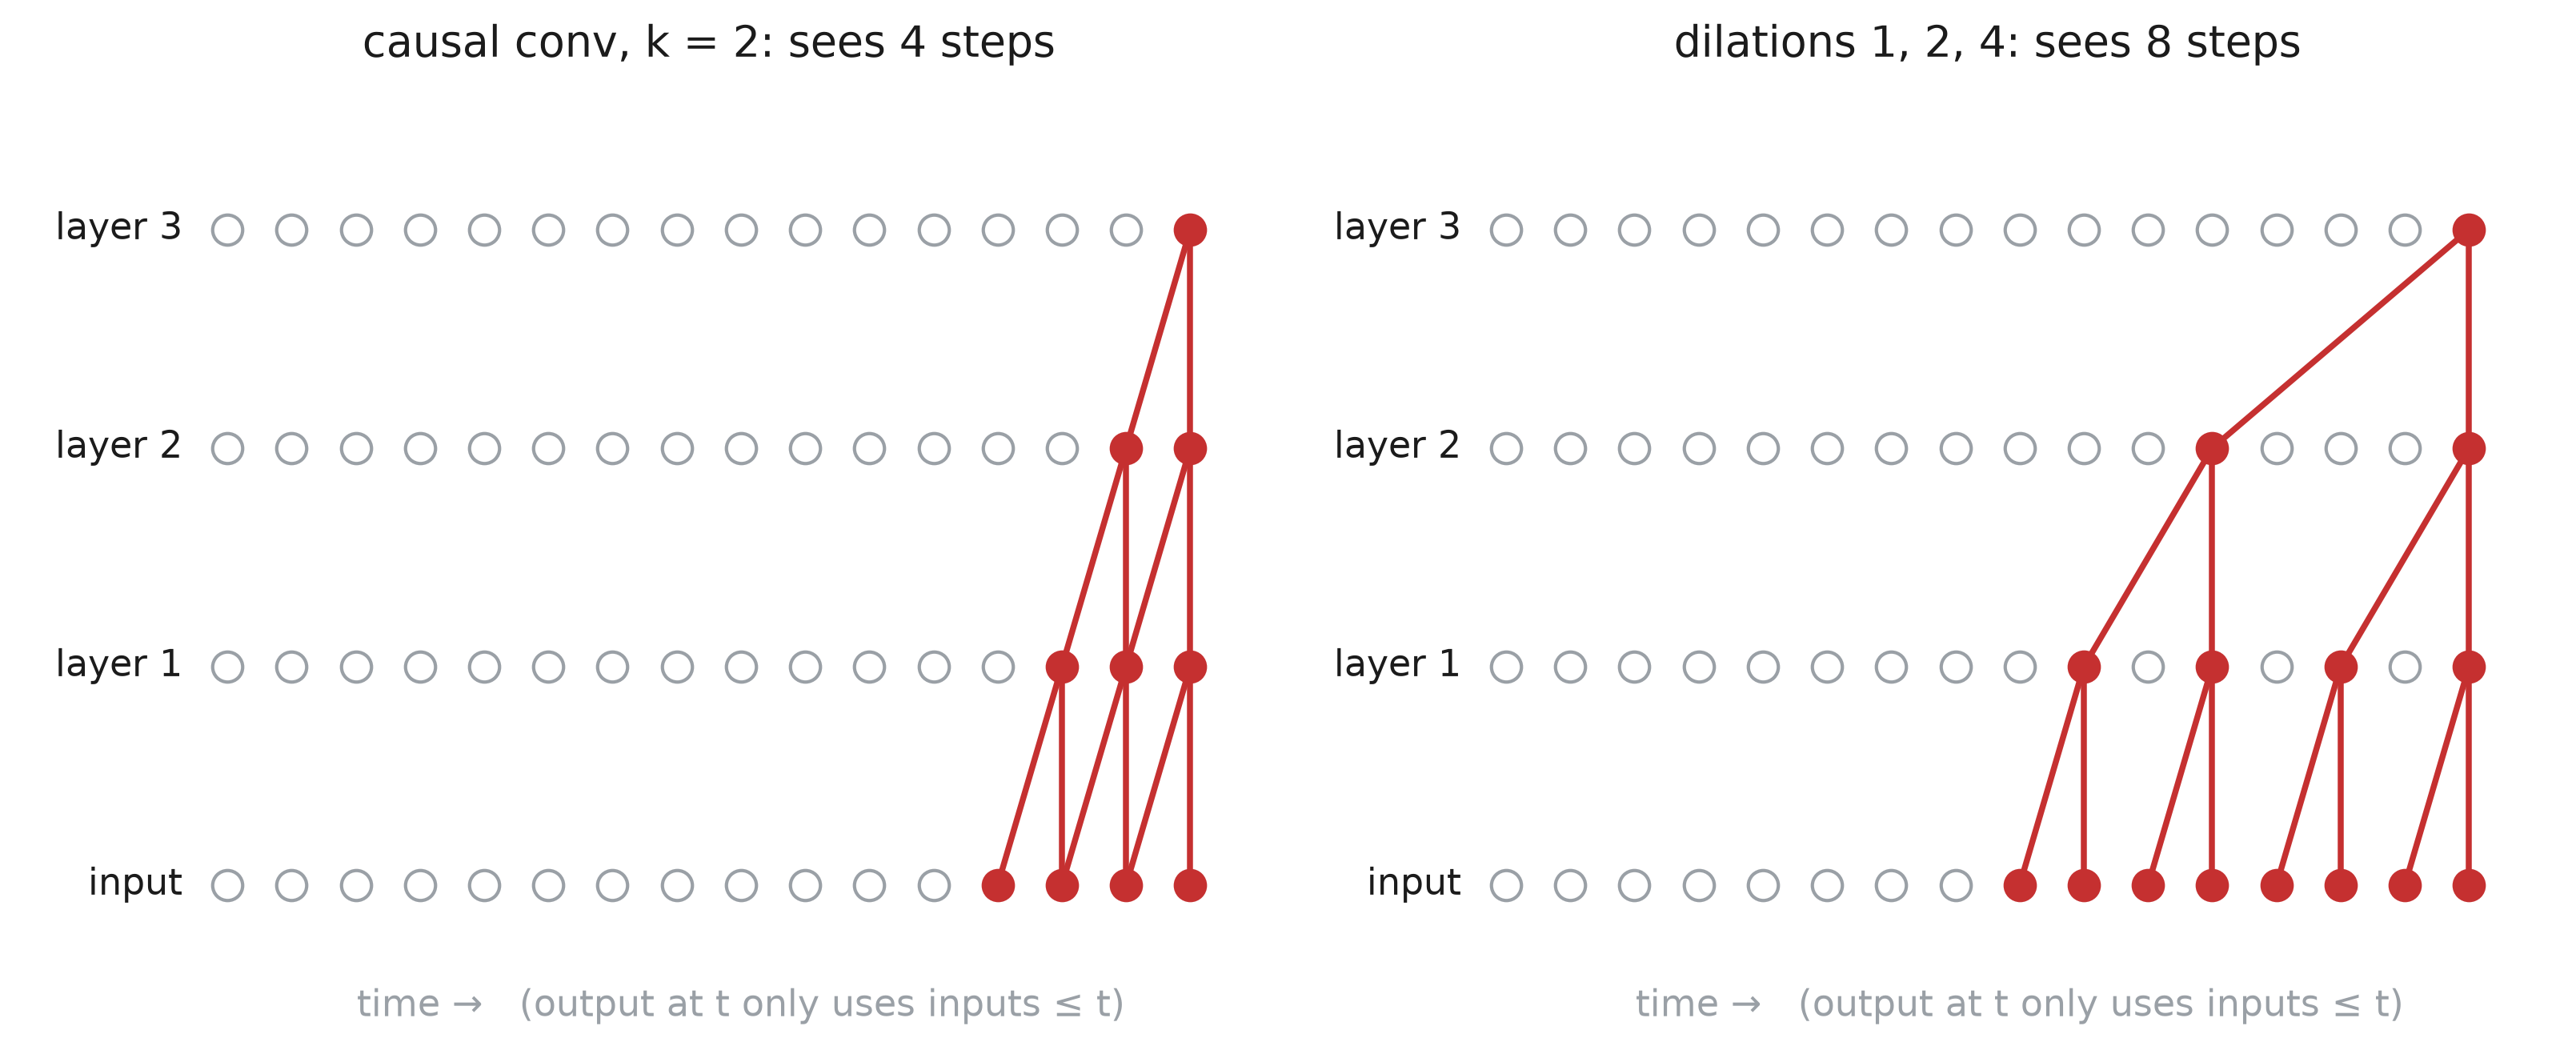 causal conv, k = 2: sees 4 steps
layer 3
layer 2
layer 1
input
time → (output at t only uses inputs ≤ t)
dilations 1, 2, 4: sees 8 steps
layer 3
layer 2
layer 1
input
time → (output at t only uses inputs ≤ t)